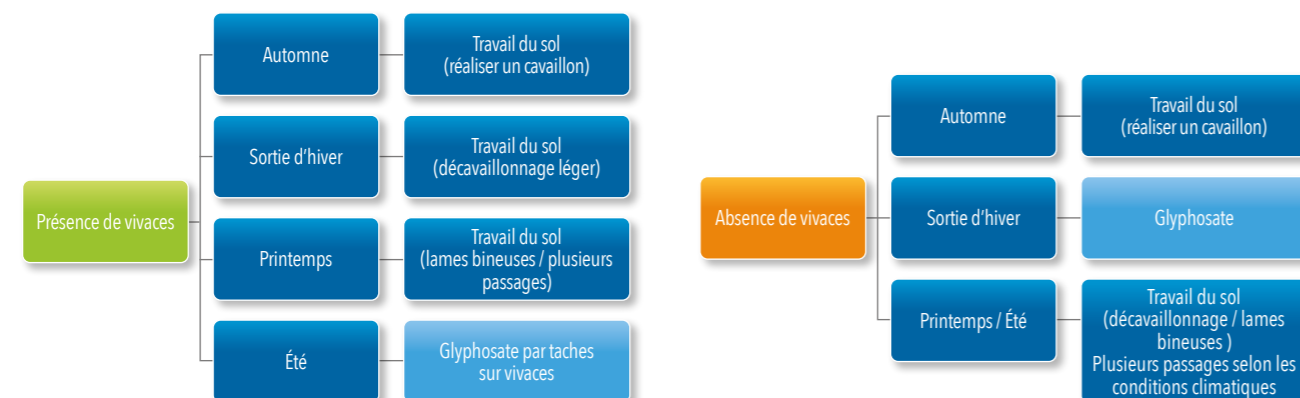 Présence de vivaces
Automne
Travail du sol
(réaliser un cavaillon)
Sortie d'hiver
Travail du sol
(décavaillonnage léger)
Printemps
Travail du sol
(lames bineuses / plusieurs
passages)
Été
Glyphosate par taches
sur vivaces
Absence de vivaces
Automne
Travail du sol
(réaliser un cavaillon)
Sortie d'hiver
Glyphosate
Printemps / Été
Travail du sol
(décavaillonnage / lames
bineuses )
Plusieurs passages selon les
conditions climatiques